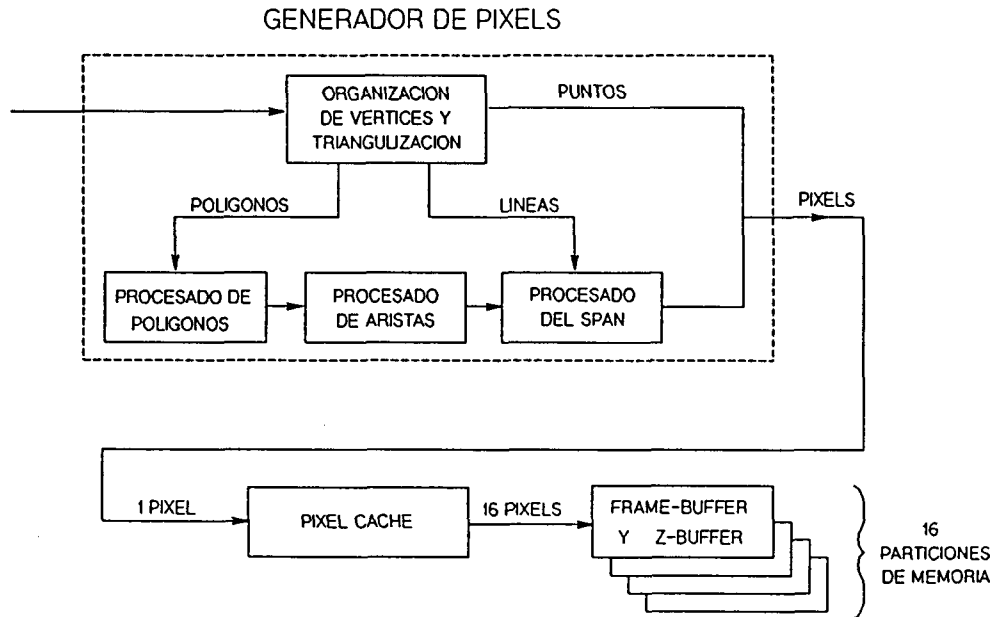 GENERADOR DE PIXELS
ORGANIZACION
DE VERTICES Y
TRIANGULIZACION
PUNTOS
POLIGONOS
LINEAS
PIXELS
PROCESADO DE
POLIGONOS
PROCESADO
DE ARISTAS
PROCESADO
DEL SPAN
1 PIXEL
PIXEL CACHE
16 PIXELS
FRAME-BUFFER
Y Z-BUFFER
16
PARTICIONES
DE MEMORIA